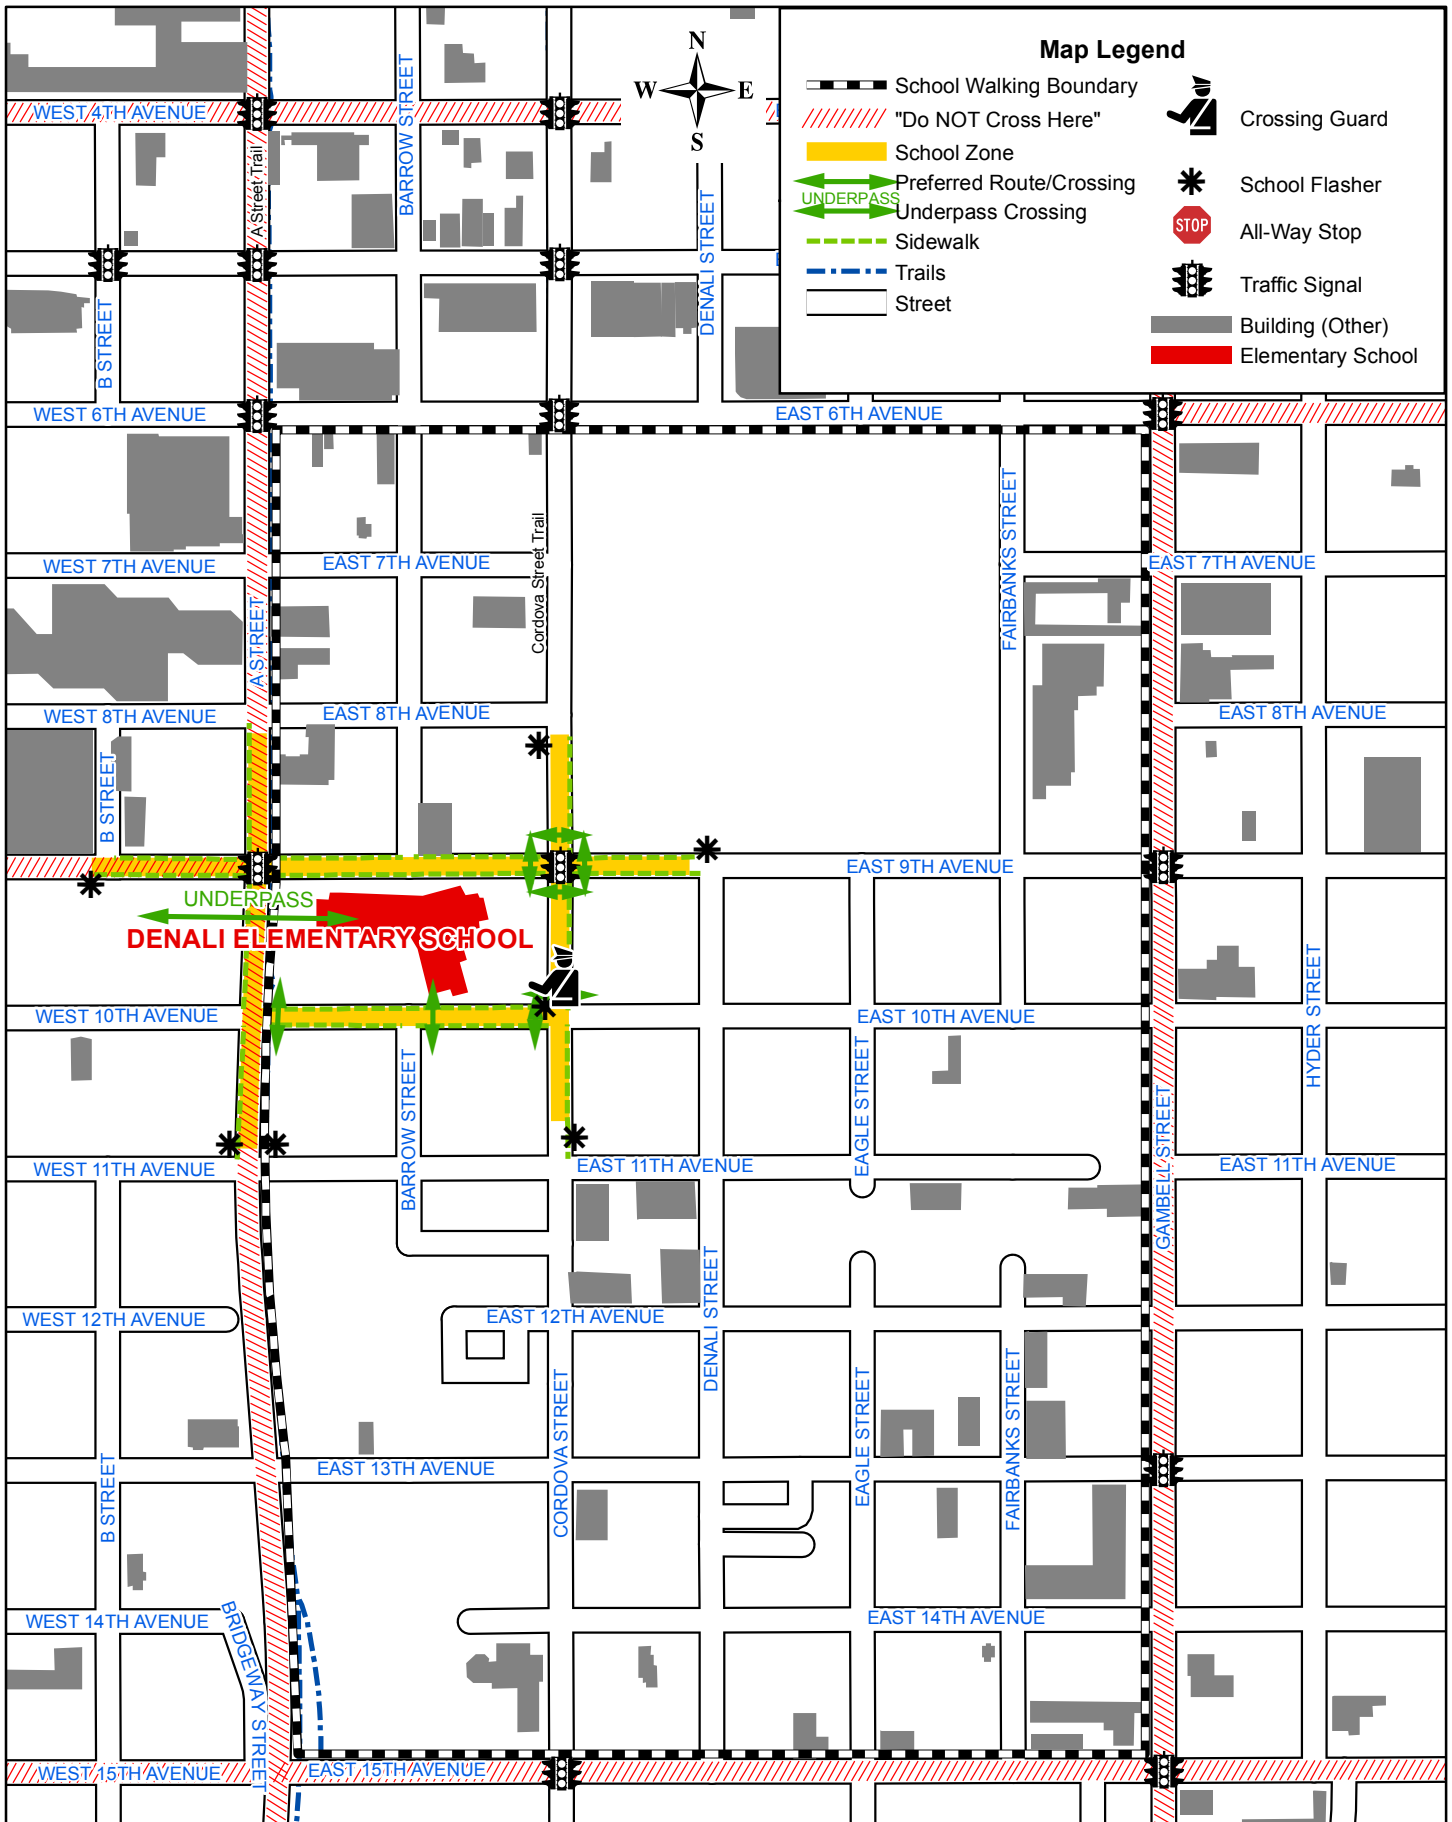 Map Legend
School Walking Boundary
"Do NOT Cross Here"
School Zone
Preferred Route/Crossing
UNDERPASS
Underpass Crossing
Sidewalk
Trails
Street
Crossing Guard
School Flasher
STOP
All-Way Stop
Traffic Signal
Building (Other)
Elementary School
N
W
E
S
WEST 4TH AVENUE
A Street Trail
BARROW STREET
DENALI STREET
B STREET
WEST 6TH AVENUE
EAST 6TH AVENUE
Cordova Street Trail
FAIRBANKS STREET
WEST 7TH AVENUE
EAST 7TH AVENUE
EAST 7TH AVENUE
A STREET
WEST 8TH AVENUE
EAST 8TH AVENUE
EAST 8TH AVENUE
B STREET
EAST 9TH AVENUE
UNDERPASS
DENALI ELEMENTARY SCHOOL
HYDER STREET
WEST 10TH AVENUE
EAST 10TH AVENUE
BARROW STREET
EAGLE STREET
GAMBELL STREET
WEST 11TH AVENUE
EAST 11TH AVENUE
EAST 11TH AVENUE
DENALI STREET
WEST 12TH AVENUE
EAST 12TH AVENUE
CORDOVA STREET
EAGLE STREET
FAIRBANKS STREET
EAST 13TH AVENUE
B STREET
WEST 14TH AVENUE
BRIDGEWAY STREET
EAST 14TH AVENUE
WEST 15TH AVENUE
EAST 15TH AVENUE